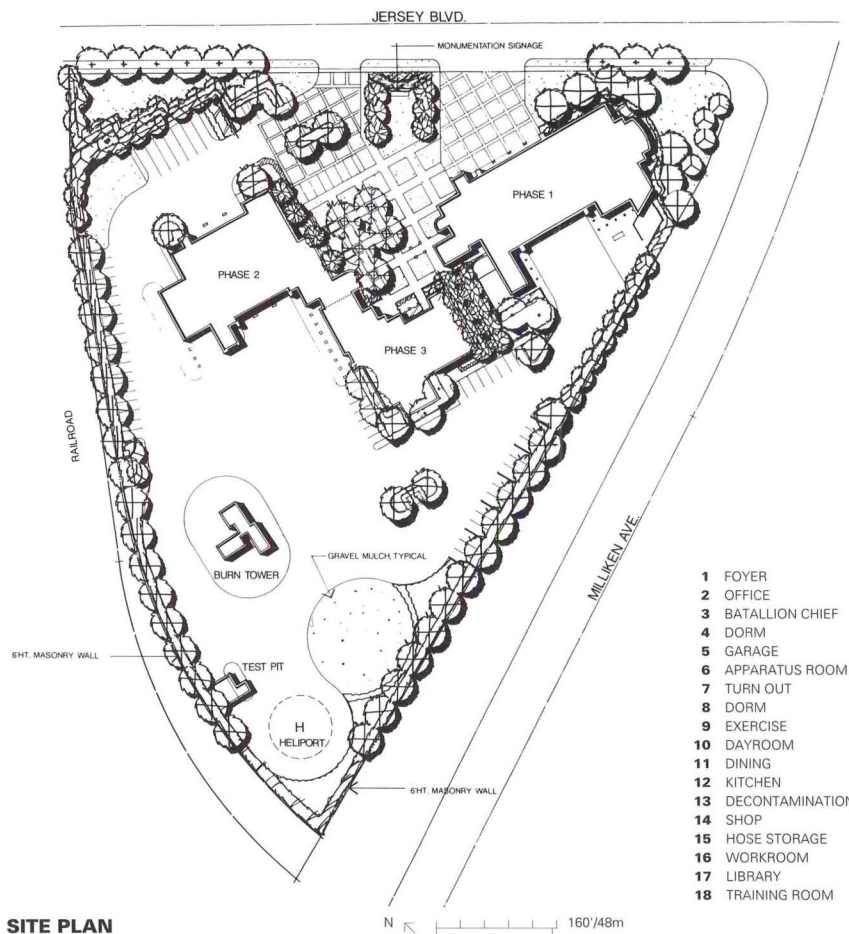 JERSEY BLVD.
MONUMENTATION SIGNAGE
PHASE 1
PHASE 2
PHASE 3
RAILROAD
MILLIKEN AVE.
BURN TOWER
GRAVEL MULCH, TYPICAL
6'HT. MASONRY WALL
TEST PIT
H
HELIPORT
6'HT. MASONRY WALL
1 FOYER
2 OFFICE
3 BATALLION CHIEF
4 DORM
5 GARAGE
6 APPARATUS ROOM
7 TURN OUT
8 DORM
9 EXERCISE
10 DAYROOM
11 DINING
12 KITCHEN
13 DECONTAMINATION
14 SHOP
15 HOSE STORAGE
16 WORKROOM
17 LIBRARY
18 TRAINING ROOM
SITE PLAN
N
160'/48m